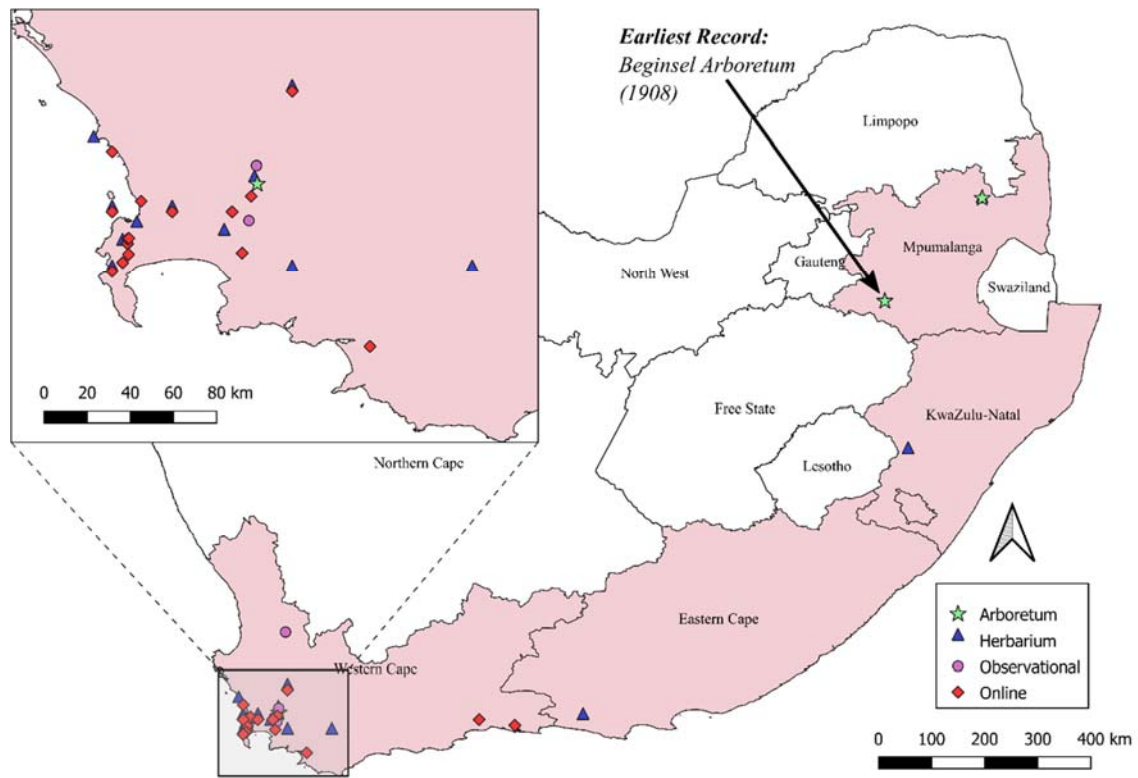 Earliest Record:
Beginsel Arboretum
(1908)
Limpopo
Mpumalanga
Gauteng
North West
Swaziland
Free State
KwaZulu-Natal
Lesotho
Northern Cape
Eastern Cape
Western Cape
0 20 40 60 80 km
Arboretum
Herbarium
Observational
Online
0 100 200 300 400 km